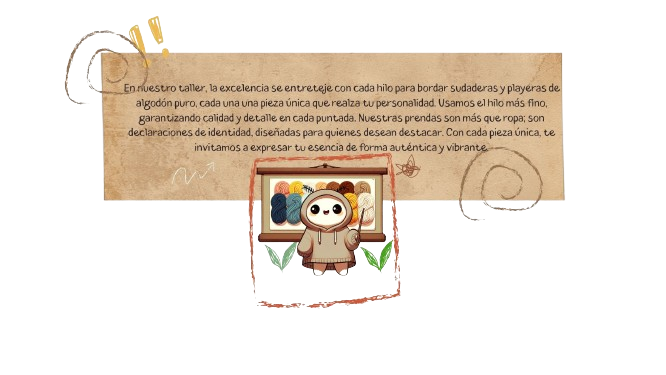 En nuestro taller, la excelencia se entreteje con cada hilo para bordar sudaderas y playeras de
algodón puro, cada una una pieza única que realza tu personalidad. Usamos el hilo más fino,
garantizando calidad y detalle en cada puntada. Nuestras prendas son más que ropa; son
declaraciones de identidad, diseñadas para quienes desean destacar. Con cada pieza única, te
invitamos a expresar tu esencia de forma auténtica y vibrante.